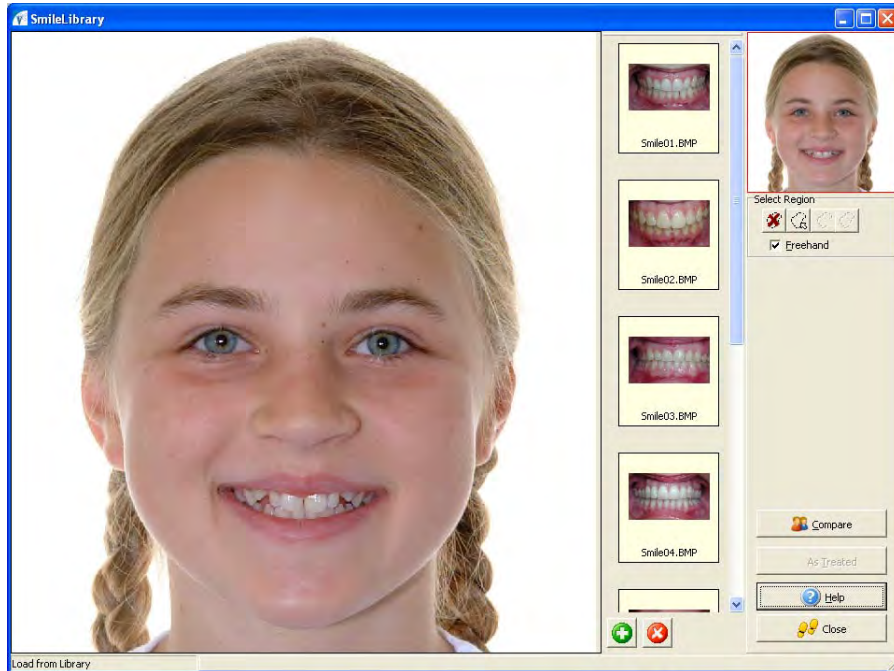 SmileLibrary
Smile01.BMP
Smile02.BMP
Smile03.BMP
Smile04.BMP
Select Region
Freehand
Compare
As Treated
Help
Close
Load from Library